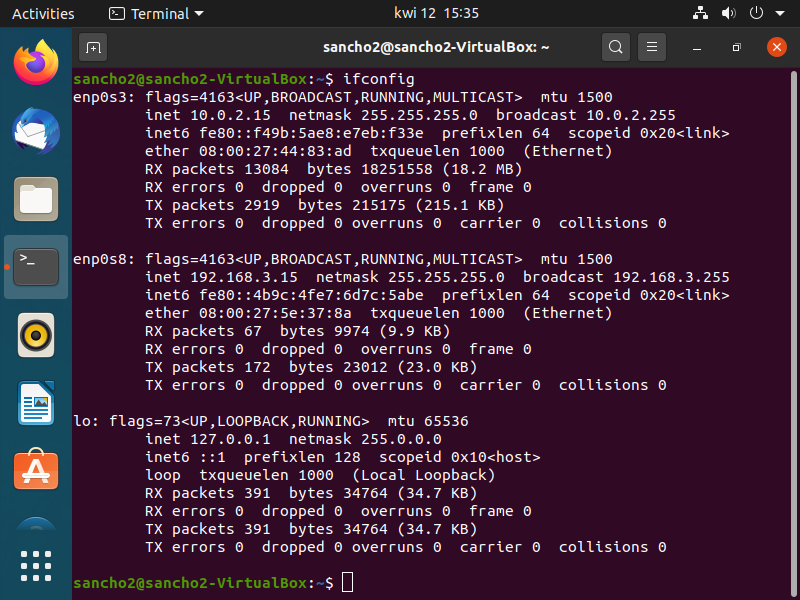 Activities
Terminal
kwi 12 15:35
sancho2@sancho2-VirtualBox: ~
sancho2@sancho2-VirtualBox:~$ ifconfig
enp0s3: flags=4163<UP,BROADCAST,RUNNING,MULTICAST>  mtu 1500
        inet 10.0.2.15  netmask 255.255.255.0  broadcast 10.0.2.255
        inet6 fe80::f49b:5ae8:e7eb:f33e  prefixlen 64  scopeid 0x20<link>
        ether 08:00:27:44:83:ad  txqueuelen 1000  (Ethernet)
        RX packets 13084  bytes 18251558 (18.2 MB)
        RX errors 0  dropped 0  overruns 0  frame 0
        TX packets 2919  bytes 215175 (215.1 KB)
        TX errors 0  dropped 0 overruns 0  carrier 0  collisions 0
enp0s8: flags=4163<UP,BROADCAST,RUNNING,MULTICAST>  mtu 1500
        inet 192.168.3.15  netmask 255.255.255.0  broadcast 192.168.3.255
        inet6 fe80::4b9c:4fe7:6d7c:5abe  prefixlen 64  scopeid 0x20<link>
        ether 08:00:27:5e:37:8a  txqueuelen 1000  (Ethernet)
        RX packets 67  bytes 9974 (9.9 KB)
        RX errors 0  dropped 0  overruns 0  frame 0
        TX packets 172  bytes 23012 (23.0 KB)
        TX errors 0  dropped 0 overruns 0  carrier 0  collisions 0
lo: flags=73<UP,LOOPBACK,RUNNING>  mtu 65536
        inet 127.0.0.1  netmask 255.0.0.0
        inet6 ::1  prefixlen 128  scopeid 0x10<host>
        loop  txqueuelen 1000  (Local Loopback)
        RX packets 391  bytes 34764 (34.7 KB)
        RX errors 0  dropped 0  overruns 0  frame 0
        TX packets 391  bytes 34764 (34.7 KB)
        TX errors 0  dropped 0 overruns 0  carrier 0  collisions 0
sancho2@sancho2-VirtualBox:~$